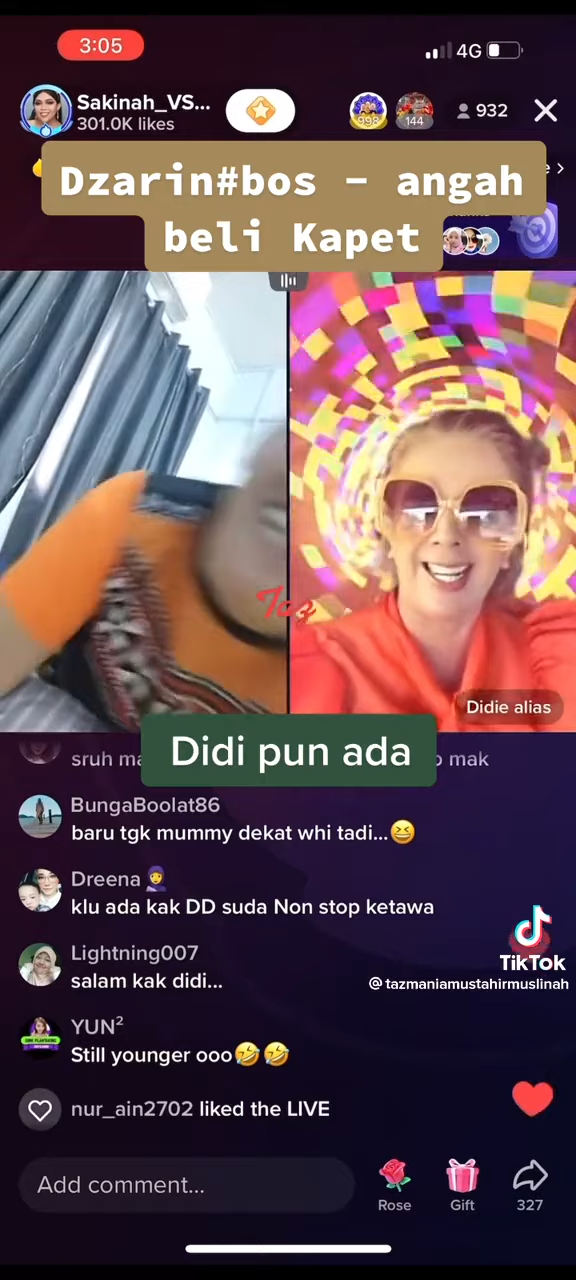 3:05
4G
Sakinah_VS...
301.0K likes
998
144
932
Dzarin#bos - angah
beli Kapet
Taz
Didie alias
Didi pun ada
sruh
mak
BungaBoolat86
baru tgk mummy dekat whi tadi...😆
Dreena🧕
klu ada kak DD suda Non stop ketawa
Lightning007
salam kak didi...
TikTok
@tazmaniamustahirmuslinah
YUN²
Still younger ooo🤣🤣
nur_ain2702 liked the LIVE
Add comment...
Rose
Gift
327